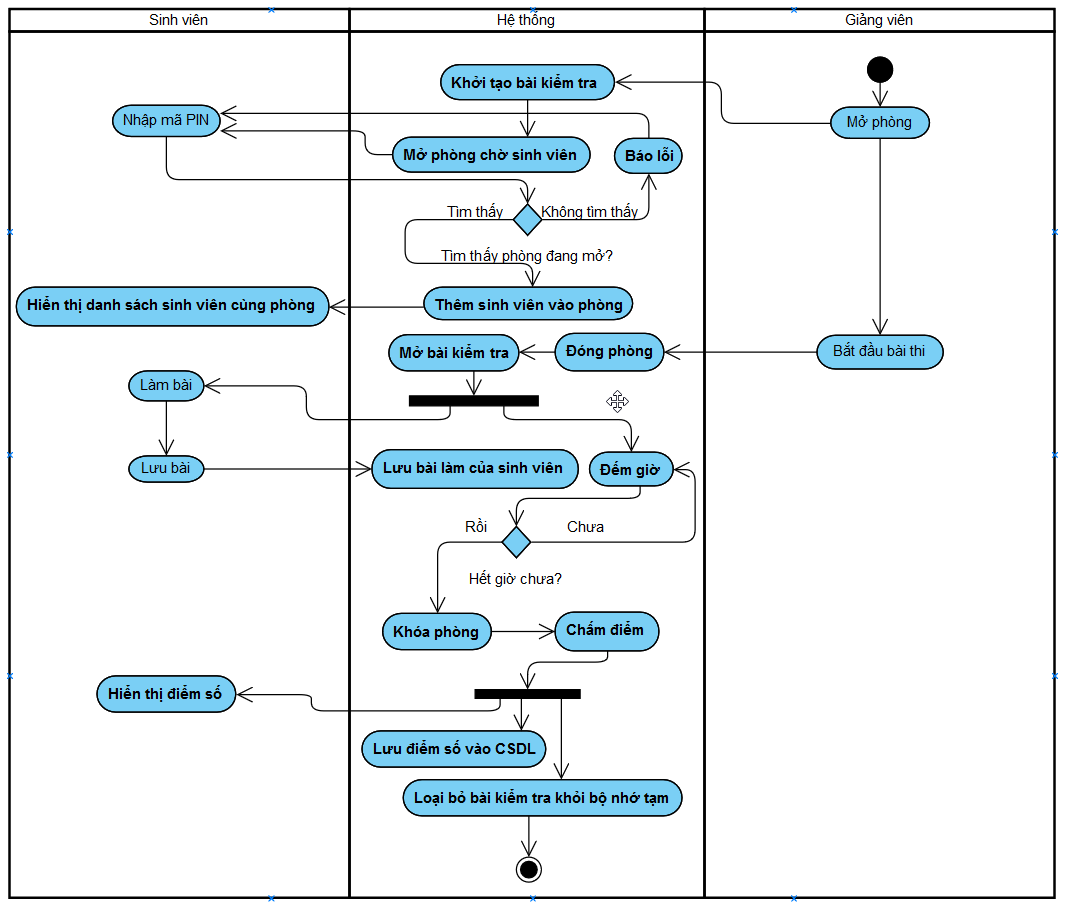 Sinh viên
Hệ thống
Giảng viên
Khởi tạo bài kiểm tra
Nhập mã PIN
Mở phòng
Mở phòng chờ sinh viên
Báo lỗi
Tìm thấy
Không tìm thấy
Tìm thấy phòng đang mở?
Hiển thị danh sách sinh viên cùng phòng
Thêm sinh viên vào phòng
Mở bài kiểm tra
Đóng phòng
Bắt đầu bài thi
Làm bài
Lưu bài
Lưu bài làm của sinh viên
Đếm giờ
Rồi
Chưa
Hết giờ chưa?
Khóa phòng
Chấm điểm
Hiển thị điểm số
Lưu điểm số vào CSDL
Loại bỏ bài kiểm tra khỏi bộ nhớ tạm